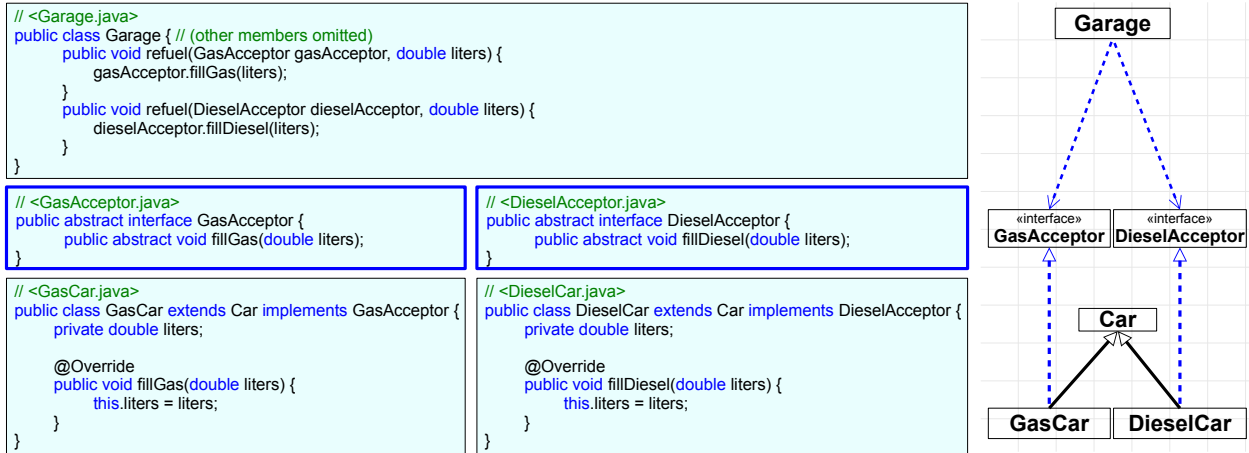 // <Garage.java>
public class Garage { // (other members omitted)
public void refuel(GasAcceptor gasAcceptor, double liters) {
gasAcceptor.fillGas(liters);
}
public void refuel(DieselAcceptor dieselAcceptor, double liters) {
dieselAcceptor.fillDiesel(liters);
}
}
// <GasAcceptor.java>
public abstract interface GasAcceptor {
public abstract void fillGas(double liters);
}
// <DieselAcceptor.java>
public abstract interface DieselAcceptor {
public abstract void fillDiesel(double liters);
}
// <GasCar.java>
public class GasCar extends Car implements GasAcceptor {
private double liters;
@Override
public void fillGas(double liters) {
this.liters = liters;
}
}
// <DieselCar.java>
public class DieselCar extends Car implements DieselAcceptor {
private double liters;
@Override
public void fillDiesel(double liters) {
this.liters = liters;
}
}
Garage
«interface»
GasAcceptor
«interface»
DieselAcceptor
Car
GasCar
DieselCar